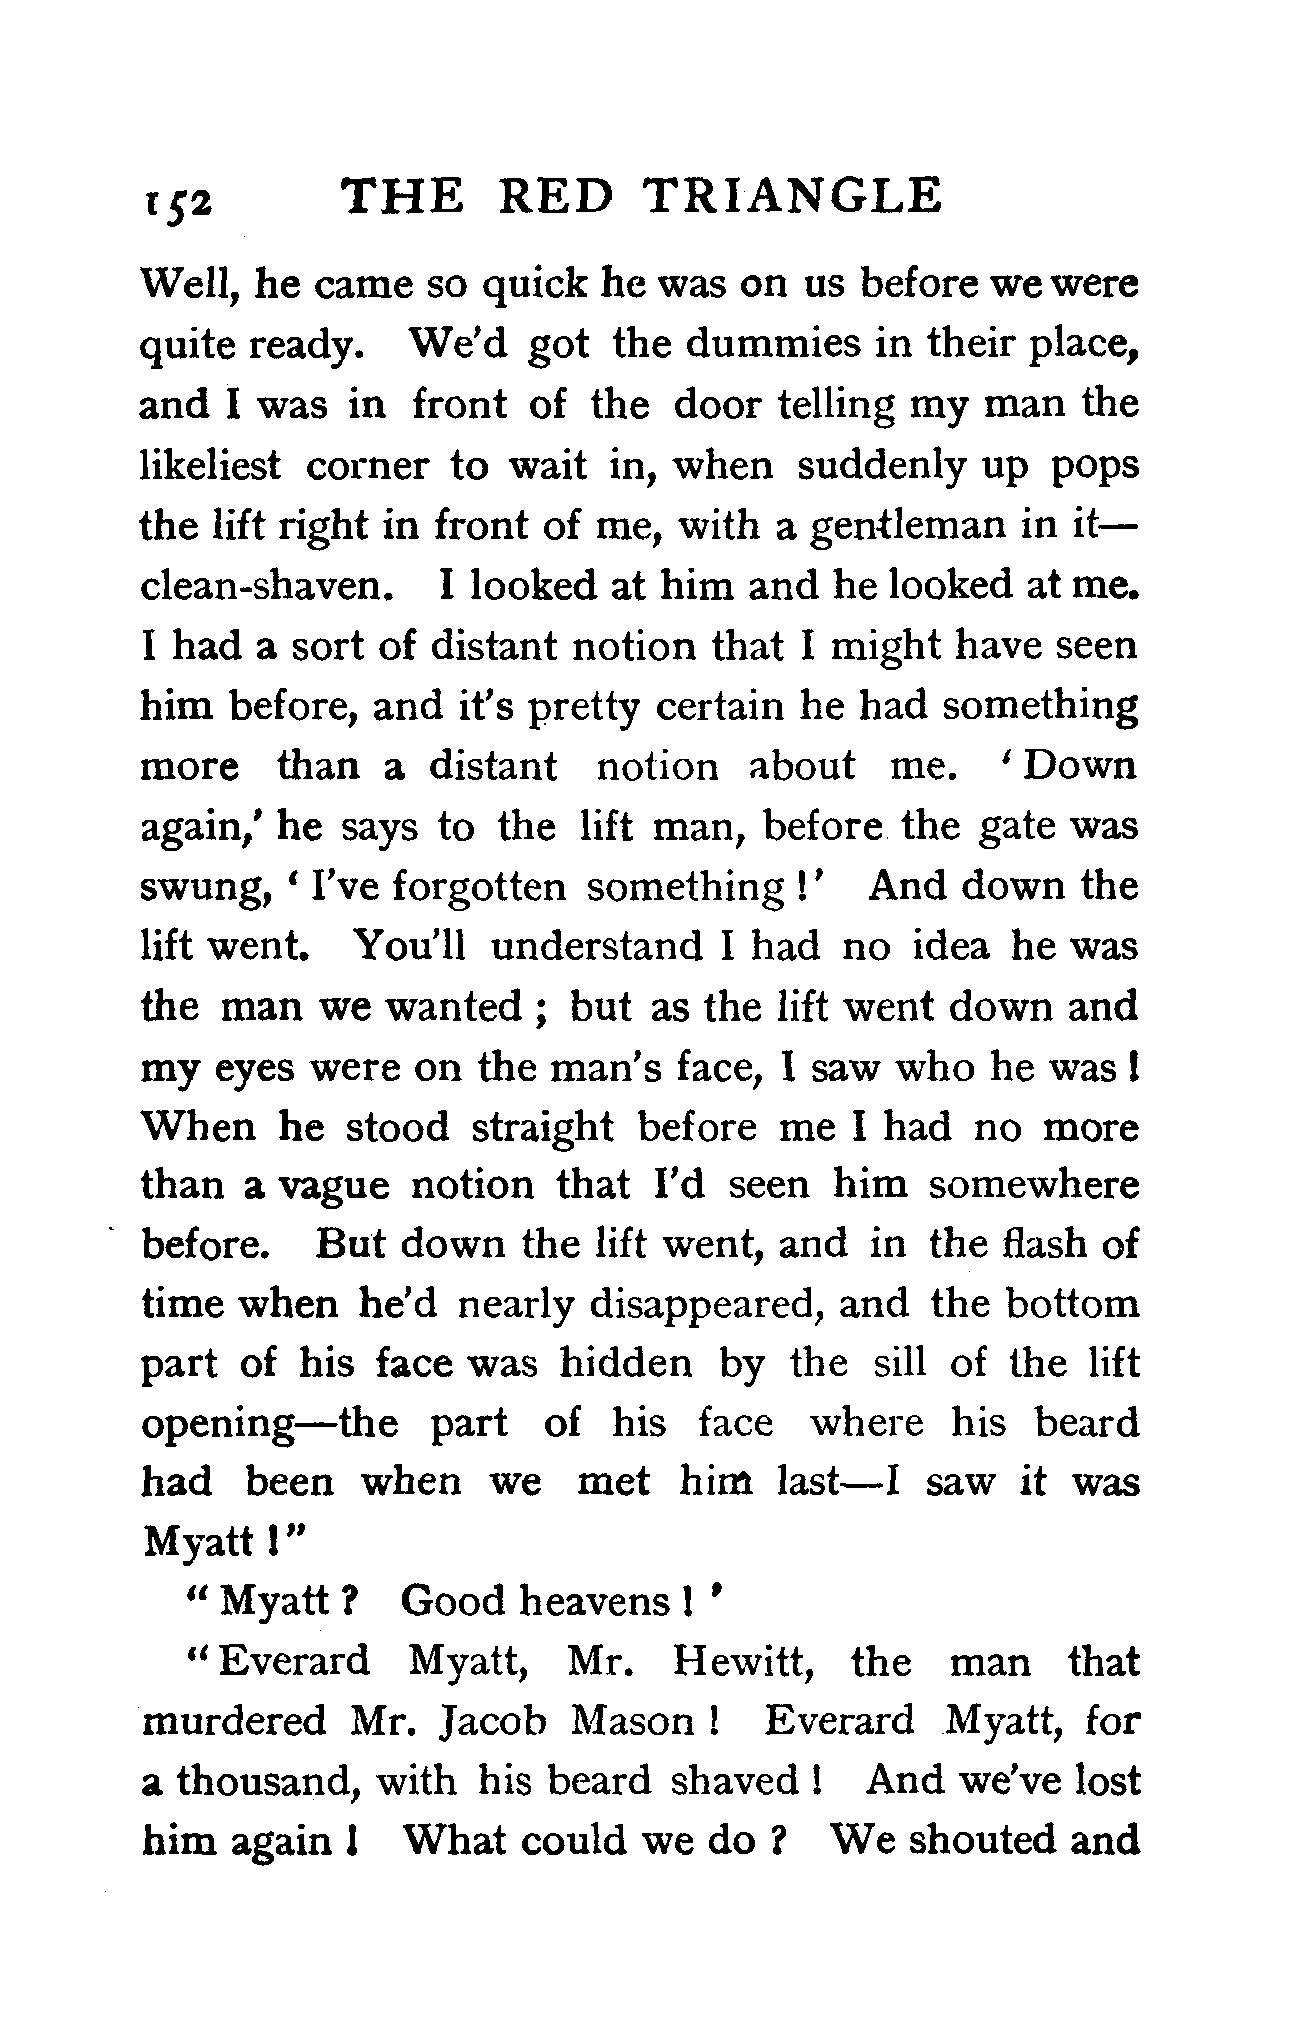 152 THE RED TRIANGLE
Well, he came so quick he was on us before we were
quite ready. We'd got the dummies in their place,
and I was in front of the door telling my man the
likeliest corner to wait in, when suddenly up pops
the lift right in front of me, with a gentleman in it—
clean-shaven. I looked at him and he looked at me.
I had a sort of distant notion that I might have seen
him before, and it's pretty certain he had something
more than a distant notion about me. ‘ Down
again,’ he says to the lift man, before the gate was
swung, ‘ I've forgotten something !’ And down the
lift went. You'll understand I had no idea he was
the man we wanted ; but as the lift went down and
my eyes were on the man's face, I saw who he was !
When he stood straight before me I had no more
than a vague notion that I'd seen him somewhere
before. But down the lift went, and in the flash of
time when he'd nearly disappeared, and the bottom
part of his face was hidden by the sill of the lift
opening—the part of his face where his beard
had been when we met him last—I saw it was
Myatt !”
“ Myatt ? Good heavens ! ’
“ Everard Myatt, Mr. Hewitt, the man that
murdered Mr. Jacob Mason ! Everard Myatt, for
a thousand, with his beard shaved ! And we've lost
him again ! What could we do ? We shouted and